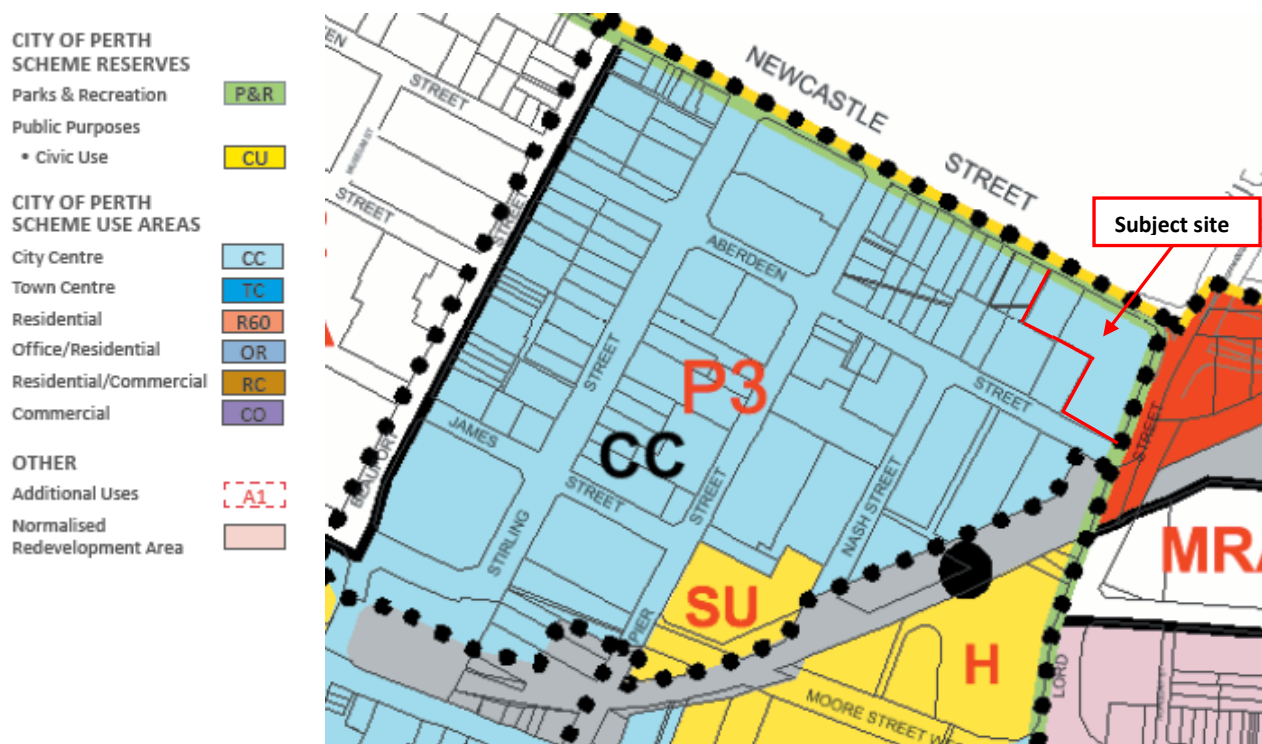 CITY OF PERTH
SCHEME RESERVES
Parks & Recreation
P&R
Public Purposes
• Civic Use
CU
CITY OF PERTH
SCHEME USE AREAS
City Centre
CC
Town Centre
TC
Residential
R60
Office/Residential
OR
Residential/Commercial
RC
Commercial
CO
OTHER
Additional Uses
A1
Normalised
Redevelopment Area
NEWCASTLE
STREET
STREET
MUSEUM ST
STREET
STREET
Subject site
ABERDEEN
STREET
P3
STREET
STREET
CC
JAMES
BEAUFORT
STREET
STREET
NASH STREET
STIRLING
MRA
SU
PIER
H
LORD
MOORE STREET